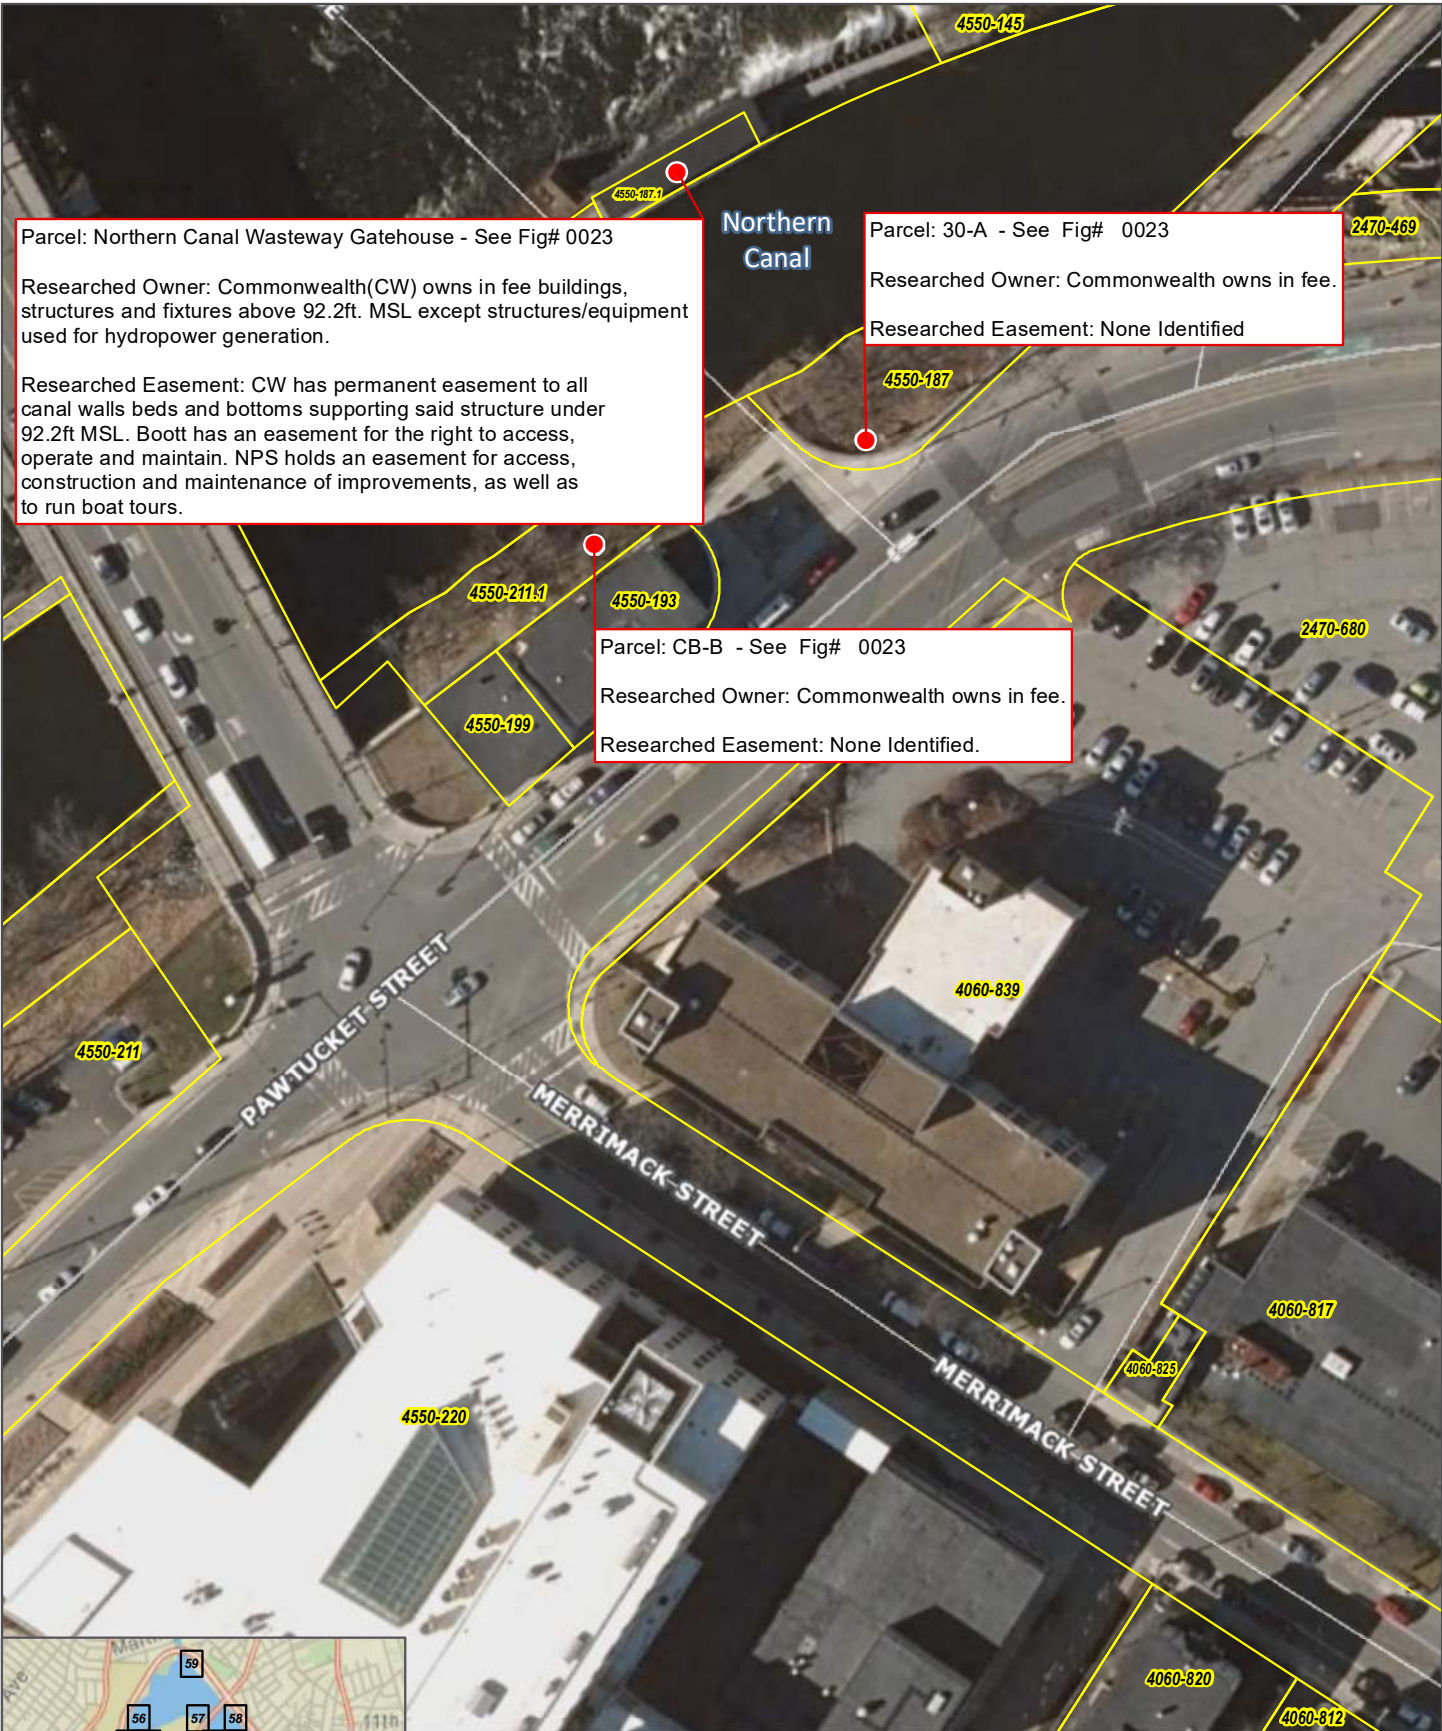 4550-145
4550-187.1
Northern
Canal
2470-469
Parcel: Northern Canal Wasteway Gatehouse - See Fig# 0023
Researched Owner: Commonwealth(CW) owns in fee buildings,
structures and fixtures above 92.2ft. MSL except structures/equipment
used for hydropower generation.
Researched Easement: CW has permanent easement to all
canal walls beds and bottoms supporting said structure under
92.2ft MSL. Boott has an easement for the right to access,
operate and maintain. NPS holds an easement for access,
construction and maintenance of improvements, as well as
to run boat tours.
Parcel: 30-A - See Fig# 0023
Researched Owner: Commonwealth owns in fee.
Researched Easement: None Identified
4550-187
4550-211.1
4550-193
2470-680
Parcel: CB-B - See Fig# 0023
Researched Owner: Commonwealth owns in fee.
Researched Easement: None Identified.
4550-199
4060-839
4550-211
PAWTUCKET STREET
MERRIMACK STREET
4060-817
4060-825
MERRIMACK STREET
4550-220
4060-820
4060-812
59
56
57
58
Ave
11th